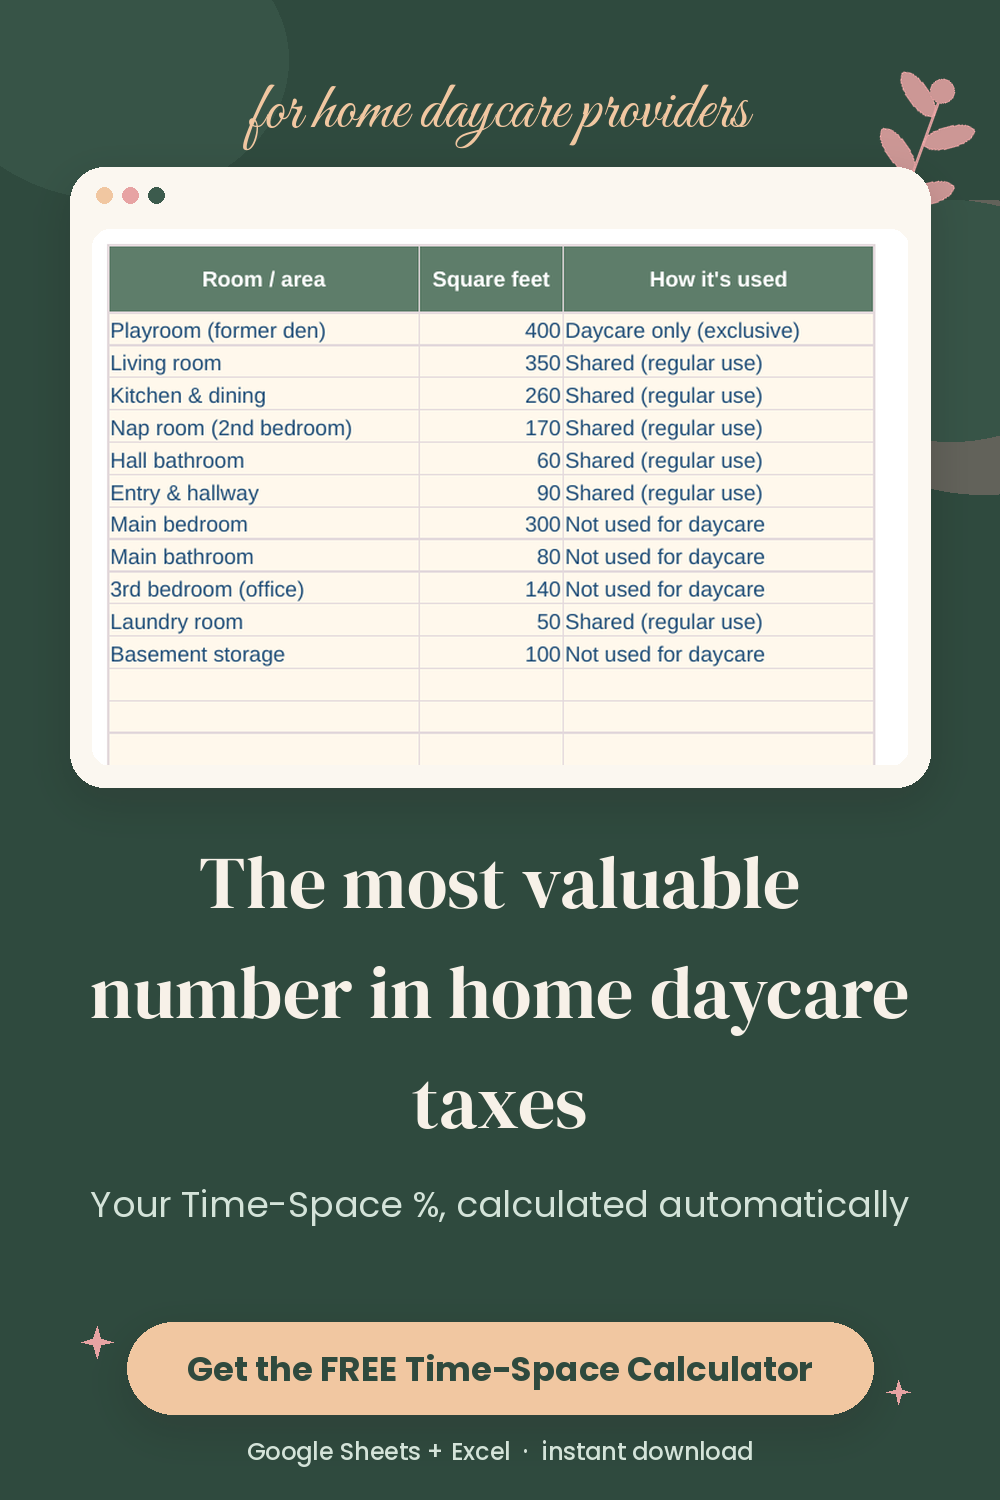 for home daycare providers
Room / area Square feet How it's used
Playroom (former den) 400 Daycare only (exclusive)
Living room 350 Shared (regular use)
Kitchen & dining 260 Shared (regular use)
Nap room (2nd bedroom) 170 Shared (regular use)
Hall bathroom 60 Shared (regular use)
Entry & hallway 90 Shared (regular use)
Main bedroom 300 Not used for daycare
Main bathroom 80 Not used for daycare
3rd bedroom (office) 140 Not used for daycare
Laundry room 50 Shared (regular use)
Basement storage 100 Not used for daycare
The most valuable
number in home daycare
taxes
Your Time-Space %, calculated automatically
Get the FREE Time-Space Calculator
Google Sheets + Excel · instant download